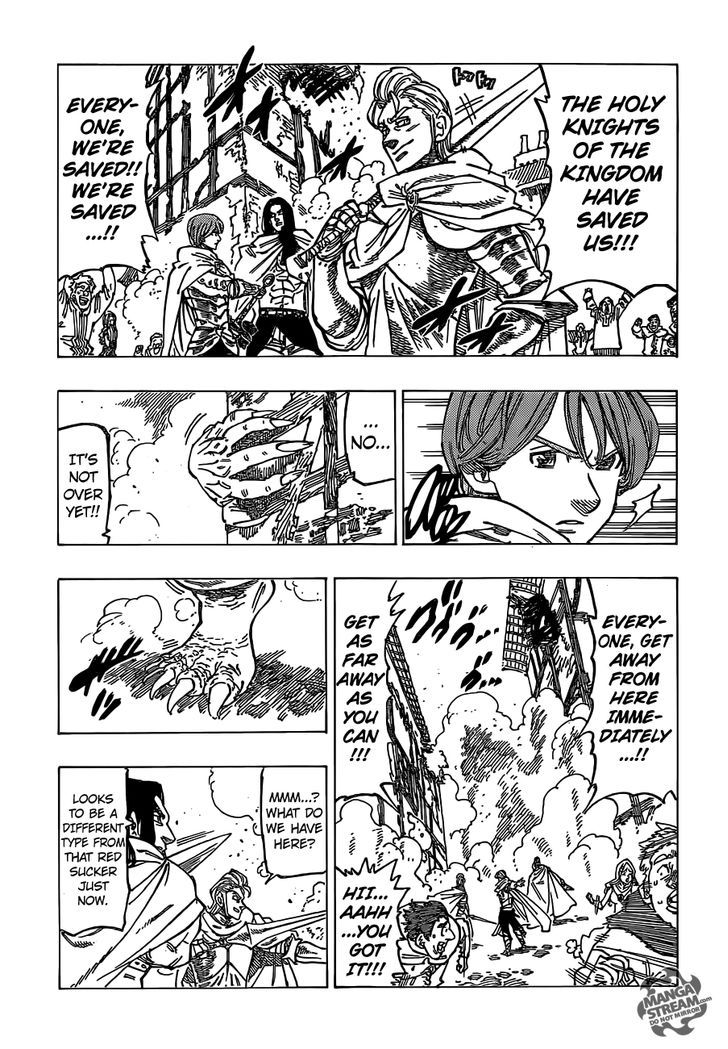 THE HOLY
KNIGHTS
OF THE
KINGDOM
HAVE
SAVED
US!!!
EVERY-
ONE,
WE'RE
SAVED!!
WE'RE
SAVED
...!!
...
NO...
IT'S
NOT
OVER
YET!!
EVERY-
ONE, GET
AWAY
FROM
HERE
IMME-
DIATELY
...!!
GET
AS
FAR
AWAY
AS
YOU
CAN
!!!
HII...
AAHH
...YOU
GOT
IT!!!
MMM...?
WHAT DO
WE HAVE
HERE?
LOOKS
TO BE A
DIFFERENT
TYPE FROM
THAT RED
SUCKER
JUST
NOW.
MANGA
STREAM.com
DO NOT MIRROR!